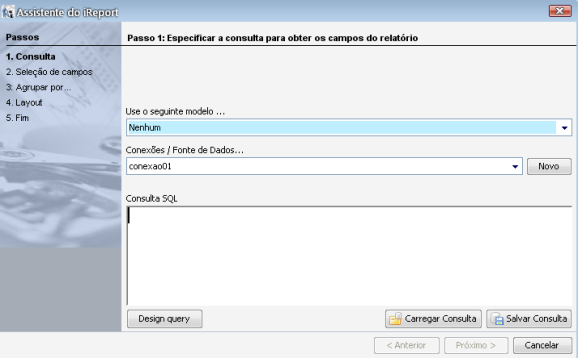 Assistente do iReport
Passos
1. Consulta
2. Seleção de campos
3. Agrupar por...
4. Layout
5. Fim
Passo 1: Especificar a consulta para obter os campos do relatório
Use o seguinte modelo ...
Nenhum
Conexões / Fonte de Dados...
conexao01
Novo
Consulta SQL
Design query
Carregar Consulta
Salvar Consulta
< Anterior
Próximo >
Cancelar